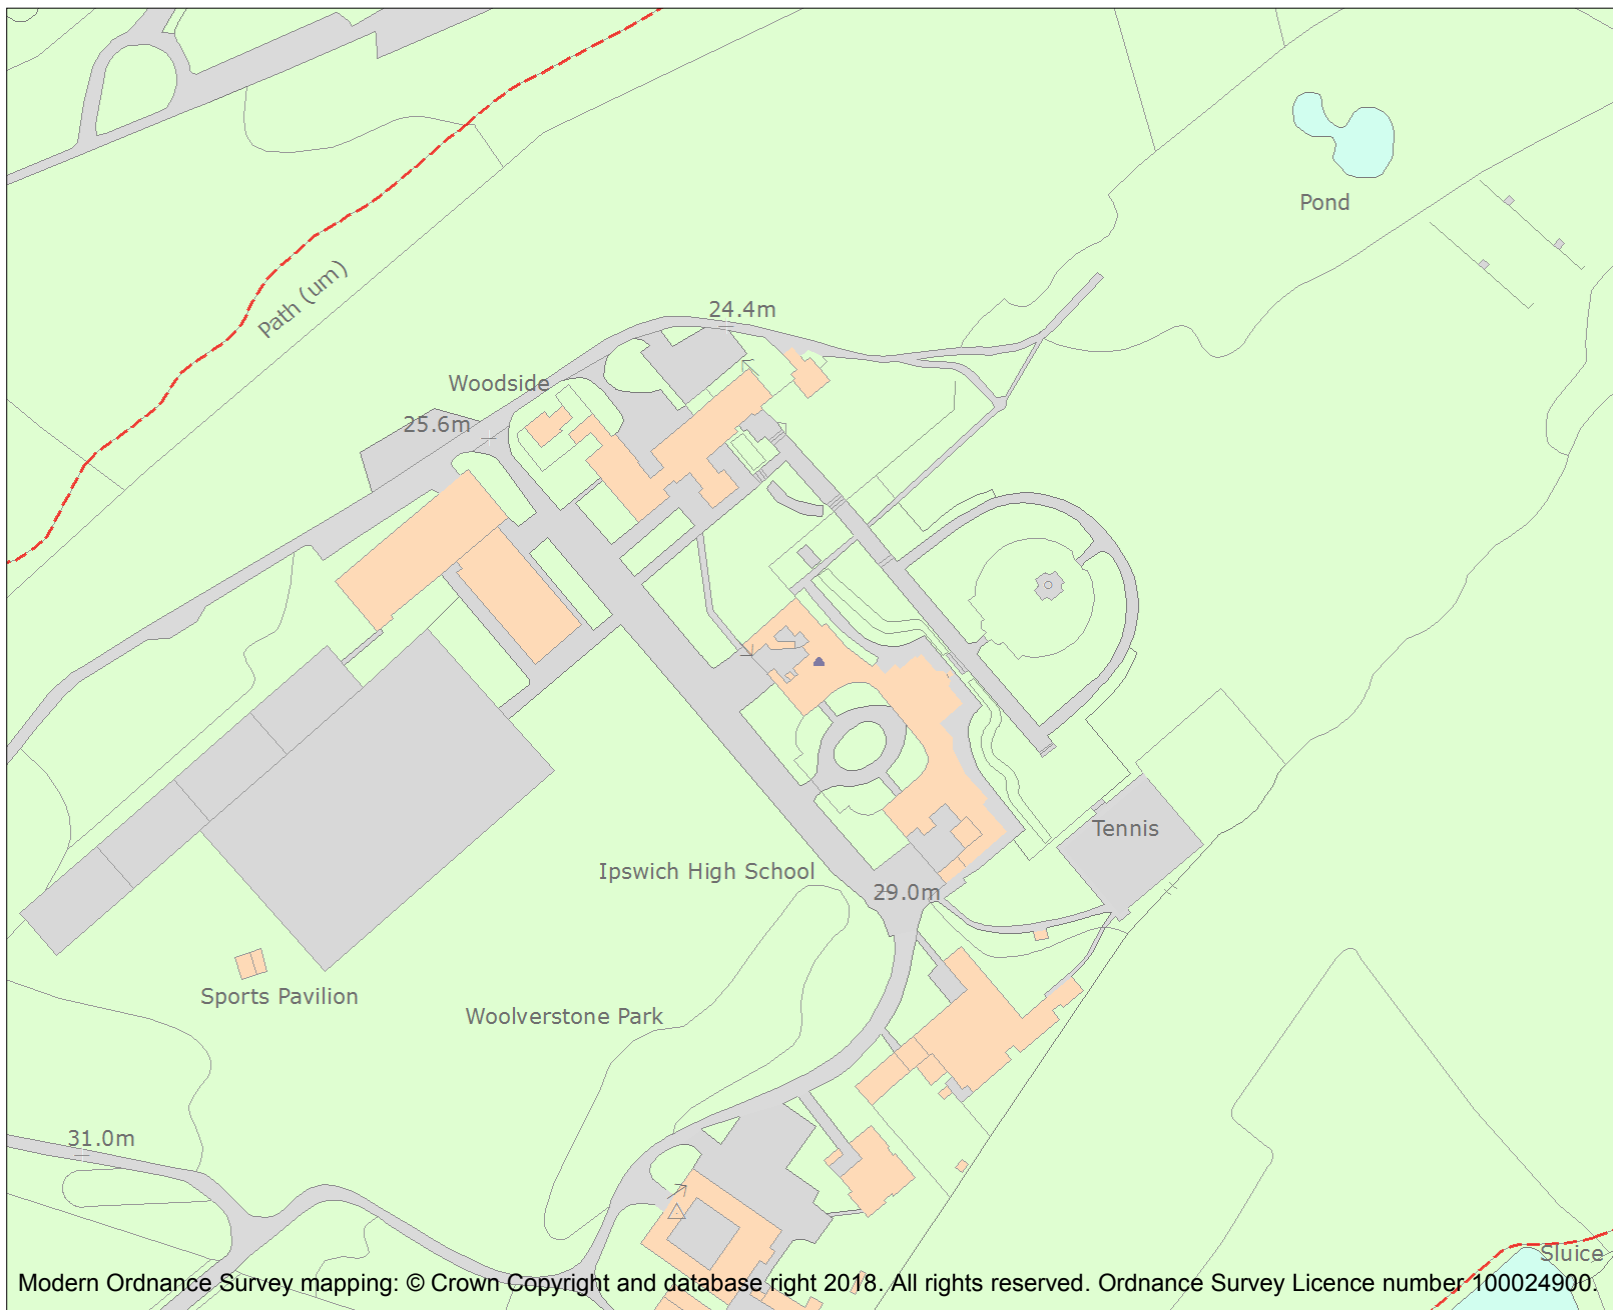 Pond
Path (um)
24.4m
Woodside
25.6m
Tennis
Ipswich High School
29.0m
Sports Pavilion
Woolverstone Park
31.0m
Sluice
Modern Ordnance Survey mapping: © Crown Copyright and database right 2018. All rights reserved. Ordnance Survey Licence number 100024900.